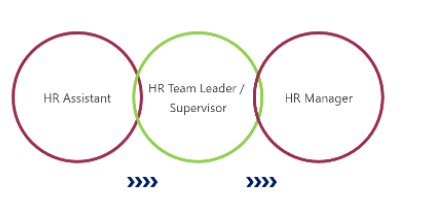 HR Assistant
HR Team Leader /
Supervisor
HR Manager